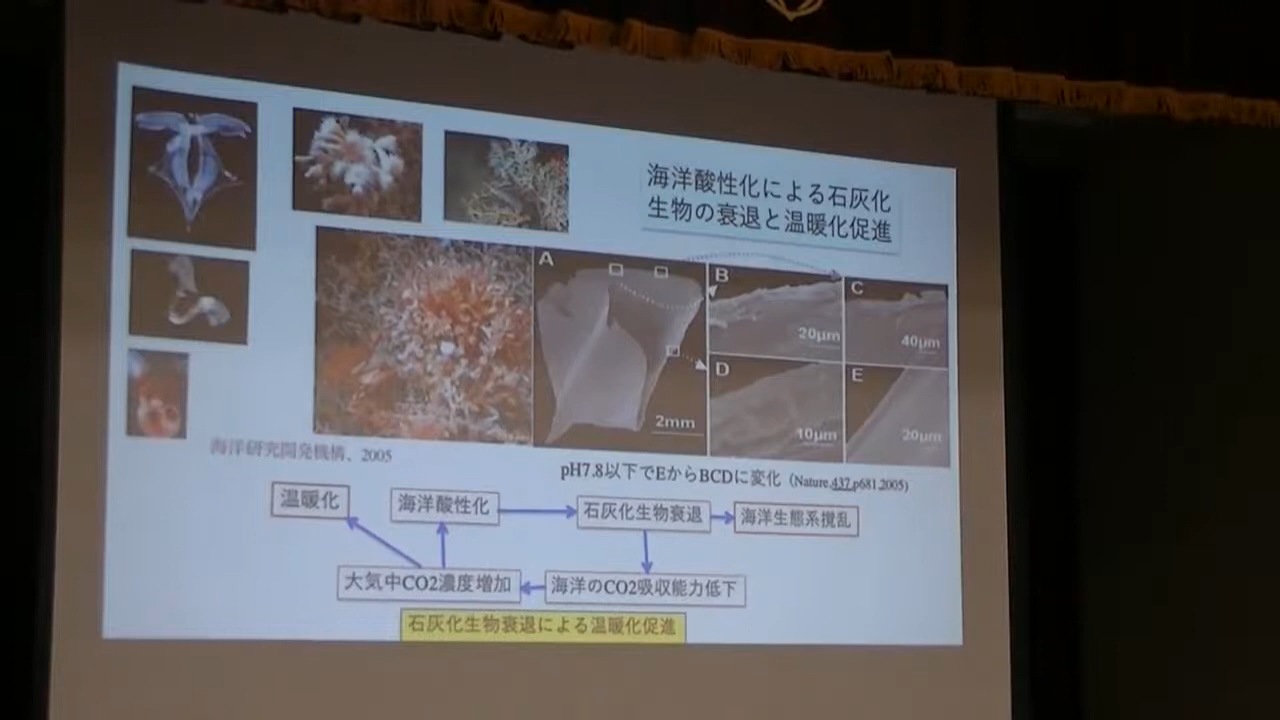 海洋酸性化による石灰化
生物の衰退と温暖化促進
A
B
C
20μm
40μm
D
E
2mm
10μm
20μm
海洋研究開発機構、2005
pH7.8以下でEからBCDに変化（Nature,437,p681,2005)
温暖化
海洋酸性化
石灰化生物衰退
海洋生態系撹乱
大気中CO2濃度増加
海洋のCO2吸収能力低下
石灰化生物衰退による温暖化促進